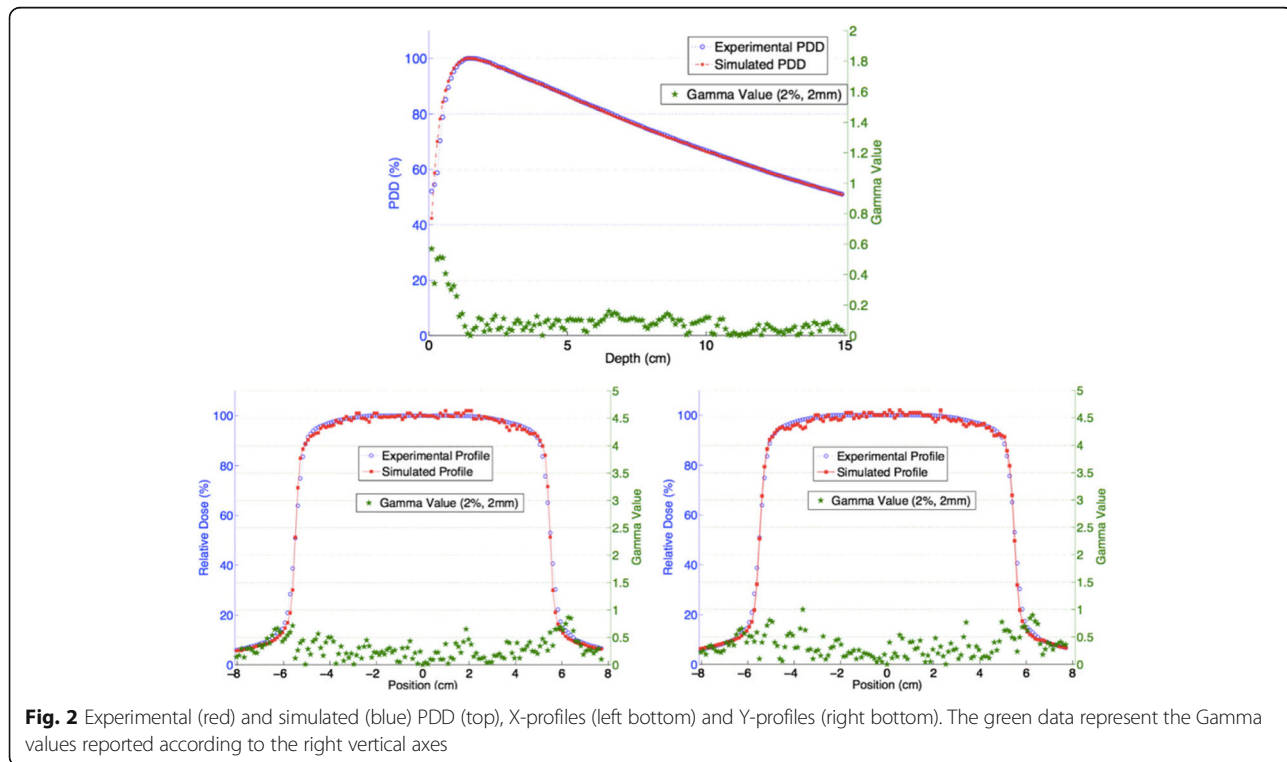 Experimental PDD
Simulated PDD
Gamma Value (2%, 2mm)
PDD (%)
100
80
60
40
20
0
2
1.8
1.6
1.4
1.2
1
0.8
0.6
0.4
0.2
0
Gamma Value
0 5 10 15
Depth (cm)
Experimental Profile
Simulated Profile
Gamma Value (2%, 2mm)
Relative Dose (%)
100
80
60
40
20
0
5
4.5
4
3.5
3
2.5
2
1.5
1
0.5
0
Gamma Value
−8 −6 −4 −2 0 2 4 6 8
Position (cm)
Experimental Profile
Simulated Profile
Gamma Value (2%, 2mm)
Relative Dose (%)
100
80
60
40
20
0
5
4.5
4
3.5
3
2.5
2
1.5
1
0.5
0
Gamma Value
−8 −6 −4 −2 0 2 4 6 8
Position (cm)
Fig. 2 Experimental (red) and simulated (blue) PDD (top), X-profiles (left bottom) and Y-profiles (right bottom). The green data represent the Gamma
values reported according to the right vertical axes